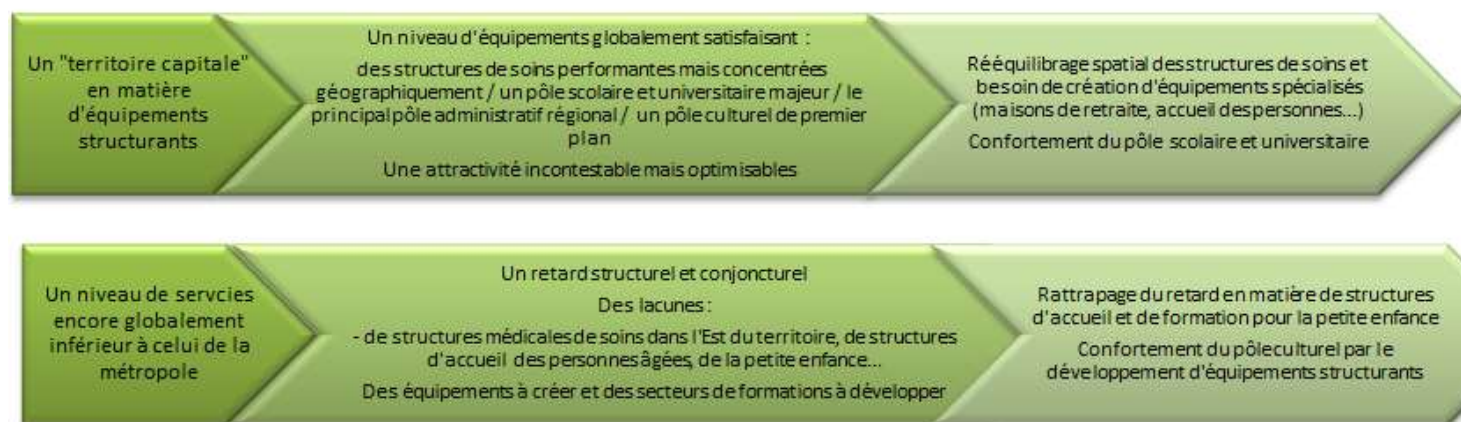 Un "territoire capitale"
en matière
d'équipements
structurants
Un niveau d'équipements globalement satisfaisant :
des structures de soins performantes mais concentrées
géographiquement / un pôle scolaire et universitaire majeur / le
principal pôle administratif régional / un pôle culturel de premier
plan
Une attractivité incontestable mais optimisables
Rééquilibrage spatial des structures de soins et
besoin de création d'équipements spécialisés
(maisons de retraite, accueil des personnes...)
Confortement du pôle scolaire et universitaire
Un niveau de servcies
encore globalement
inférieur à celui de la
métropole
Un retard structurel et conjoncturel
Des lacunes :
- de structures médicales de soins dans l'Est du territoire, de structures
d'accueil des personnes âgées, de la petite enfance...
Des équipements à créer et des secteurs de formations à développer
Rattrapage du retard en matière de structures
d'accueil et de formation pour la petite enfance
Confortement du pôle culturel par le
développement d'équipements structurants